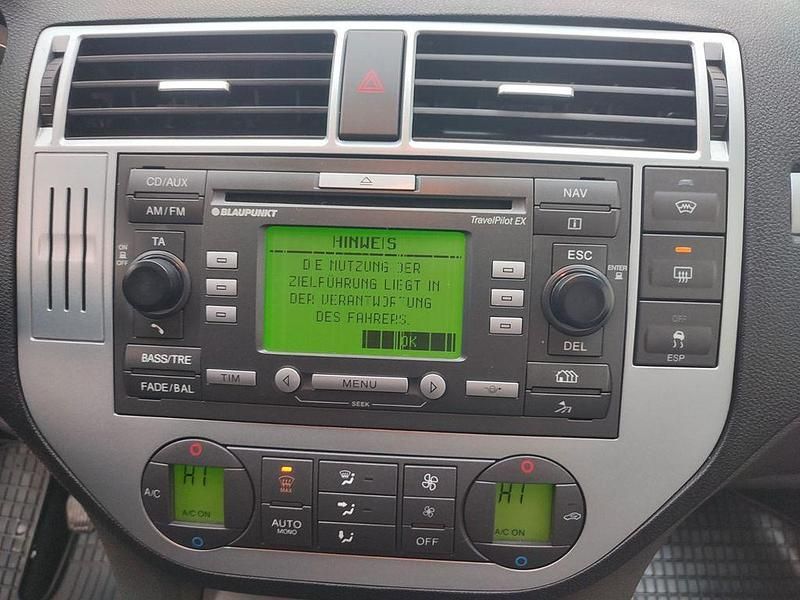 CD/AUX
AM/FM
BLAUPUNKT
TravelPilot EX
NAV
i
TA
ON
OFF
HINWEIS
DIE NUTZUNG DER
ZIELFÜHRUNG LIEGT IN
DER VERANTWORTUNG
DES FAHRERS.
OK
ESC
ENTER
DEL
OFF
ESP
BASS/TRE
FADE/BAL
TIM
MENU
SEEK
A/C
HI
A/C ON
MAX
AUTO
MONO
OFF
HI
A/C ON